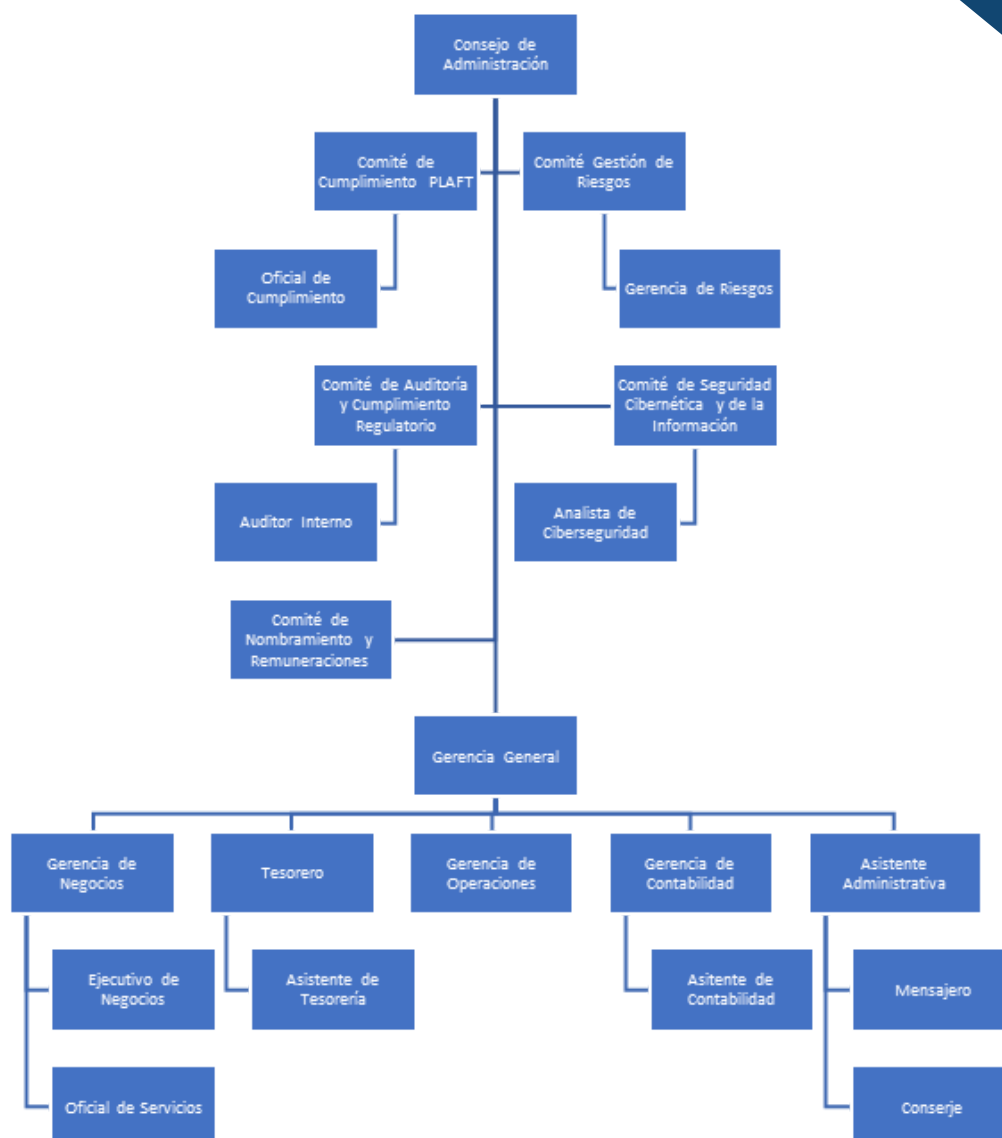 Consejo de
Administración
Comité de
Cumplimiento PLAFT
Comité Gestión de
Riesgos
Oficial de
Cumplimiento
Gerencia de Riesgos
Comité de Auditoría
y Cumplimiento
Regulatorio
Comité de Seguridad
Cibernética y de la
Información
Auditor Interno
Analista de
Ciberseguridad
Comité de
Nombramiento y
Remuneraciones
Gerencia General
Gerencia de
Negocios
Tesorero
Gerencia de
Operaciones
Gerencia de
Contabilidad
Asistente
Administrativa
Ejecutivo de
Negocios
Asistente de
Tesorería
Asitente de
Contabilidad
Mensajero
Oficial de Servicios
Conserje